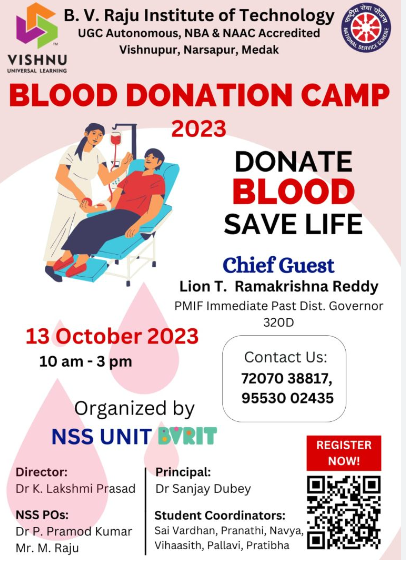 B. V. Raju Institute of Technology
UGC Autonomous, NBA & NAAC Accredited
Vishnupur, Narsapur, Medak
VISHNU
UNIVERSAL LEARNING
BLOOD DONATION CAMP
2023
DONATE
BLOOD
SAVE LIFE
Chief Guest
Lion T. Ramakrishna Reddy
PMIF Immediate Past Dist. Governor
320D
13 October 2023
10 am - 3 pm
Contact Us:
72070 38817,
95530 02435
Organized by
NSS UNIT BVRIT
REGISTER
NOW!
Director:
Dr K. Lakshmi Prasad
Principal:
Dr Sanjay Dubey
NSS POs:
Dr P. Pramod Kumar
Mr. M. Raju
Student Coordinators:
Sai Vardhan, Pranathi, Navya,
Vihaasith, Pallavi, Pratibha